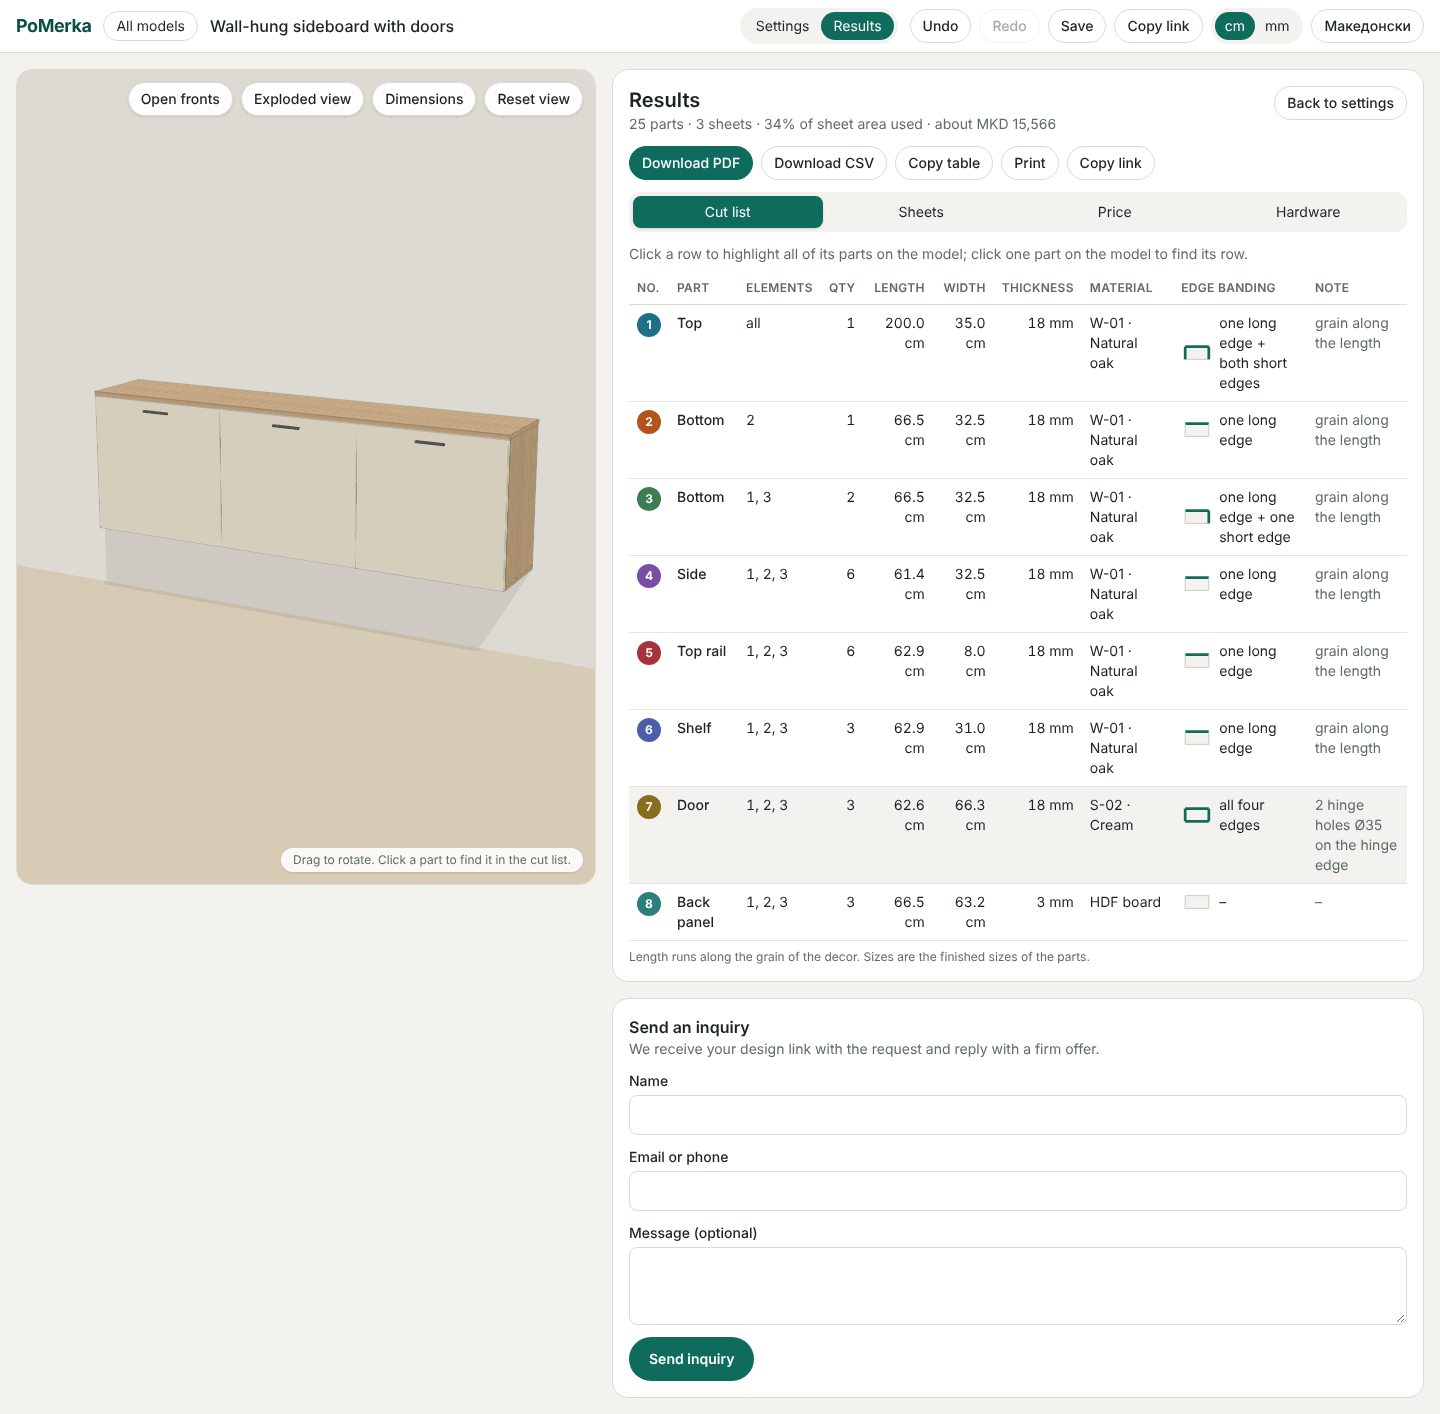 PoMerka All models Wall-hung sideboard with doors Settings Results Undo Redo Save Copy link cm mm Македонски
Open fronts Exploded view Dimensions Reset view
Drag to rotate. Click a part to find it in the cut list.
Results
25 parts · 3 sheets · 34% of sheet area used · about MKD 15,566
Back to settings
Download PDF Download CSV Copy table Print Copy link
Cut list Sheets Price Hardware
Click a row to highlight all of its parts on the model; click one part on the model to find its row.
NO. PART ELEMENTS QTY LENGTH WIDTH THICKNESS MATERIAL EDGE BANDING NOTE
1 Top all 1 200.0 35.0 18 mm W-01 · one long grain along
cm cm Natural edge + the length
oak both short
edges
2 Bottom 2 1 66.5 32.5 18 mm W-01 · one long grain along
cm cm Natural edge the length
oak
3 Bottom 1, 3 2 66.5 32.5 18 mm W-01 · one long grain along
cm cm Natural edge + one the length
oak short edge
4 Side 1, 2, 3 6 61.4 32.5 18 mm W-01 · one long grain along
cm cm Natural edge the length
oak
5 Top rail 1, 2, 3 6 62.9 8.0 18 mm W-01 · one long grain along
cm cm Natural edge the length
oak
6 Shelf 1, 2, 3 3 62.9 31.0 18 mm W-01 · one long grain along
cm cm Natural edge the length
oak
7 Door 1, 2, 3 3 62.6 66.3 18 mm S-02 · all four 2 hinge
cm cm Cream edges holes Ø35
on the hinge
edge
8 Back 1, 2, 3 3 66.5 63.2 3 mm HDF board – –
panel cm cm
Length runs along the grain of the decor. Sizes are the finished sizes of the parts.
Send an inquiry
We receive your design link with the request and reply with a firm offer.
Name
Email or phone
Message (optional)
Send inquiry